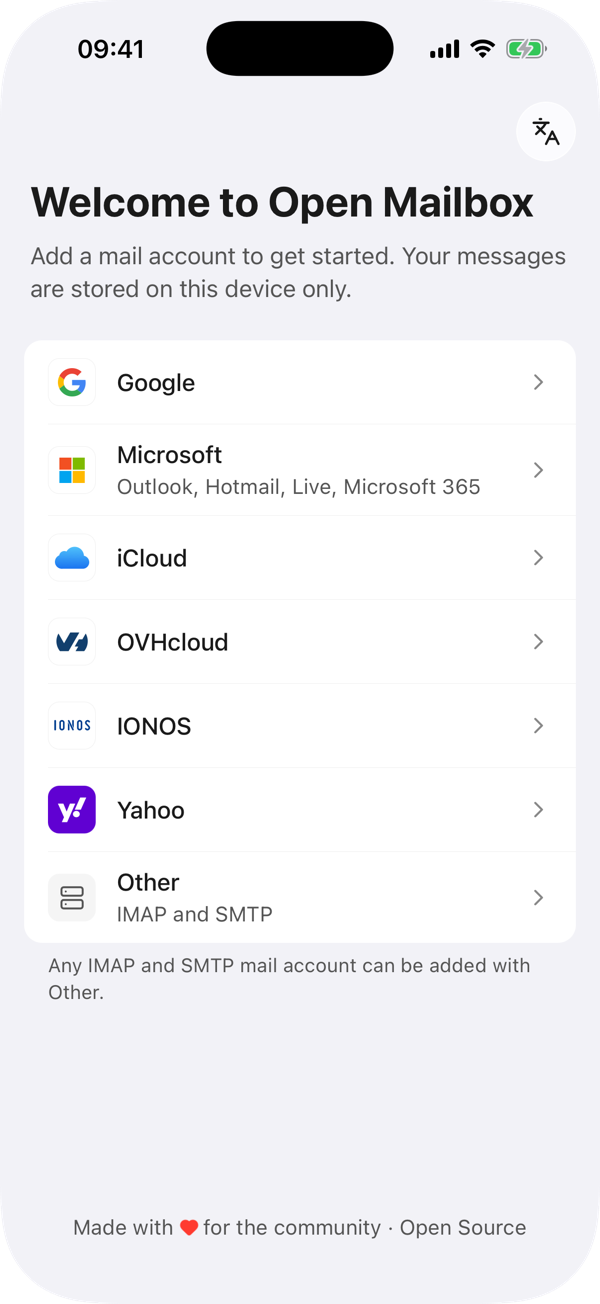 09:41
Welcome to Open Mailbox
Add a mail account to get started. Your messages
are stored on this device only.
Google
Microsoft
Outlook, Hotmail, Live, Microsoft 365
iCloud
OVHcloud
IONOS
IONOS
y!
Yahoo
Other
IMAP and SMTP
Any IMAP and SMTP mail account can be added with
Other.
Made with ❤️ for the community · Open Source